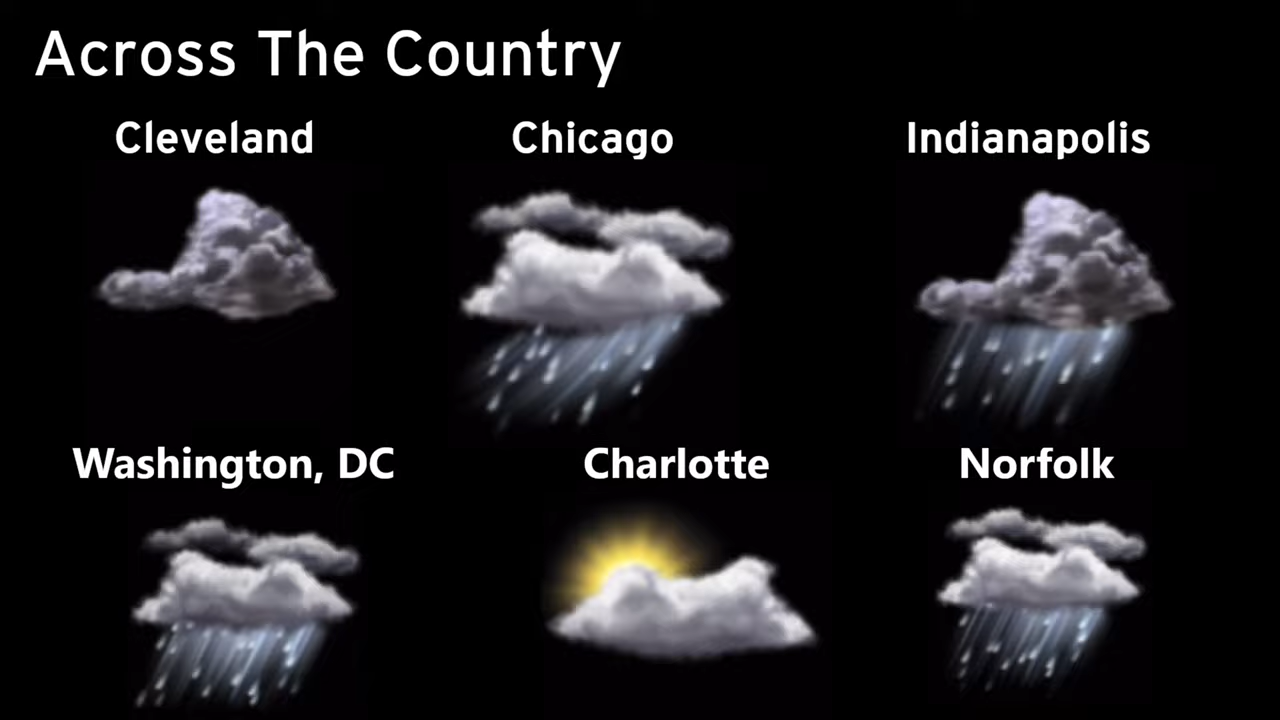 Across The Country
Cleveland
Chicago
Indianapolis
Washington, DC
Charlotte
Norfolk